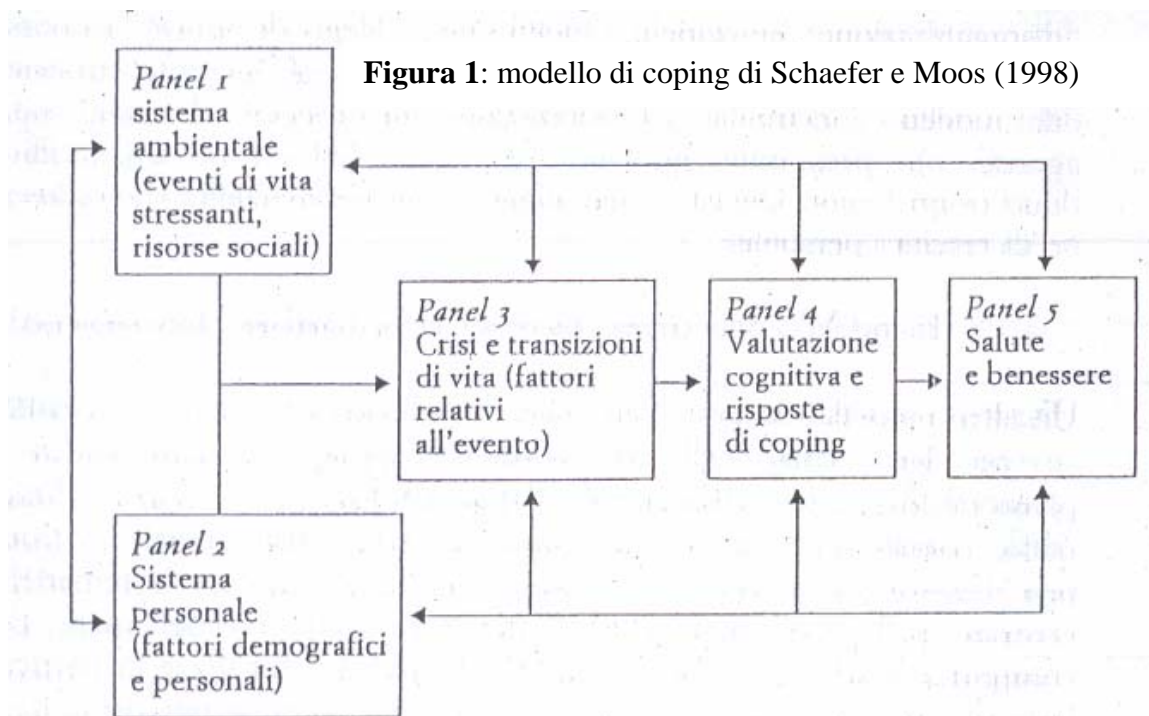 Figura 1: modello di coping di Schaefer e Moos (1998)
Panel 1
sistema
ambientale
(eventi di vita
stressanti,
risorse sociali)
Panel 2
Sistema
personale
(fattori demografici
e personali)
Panel 3
Crisi e transizioni
di vita (fattori
relativi
all'evento)
Panel 4
Valutazione
cognitiva e
risposte
di coping
Panel 5
Salute
e benessere